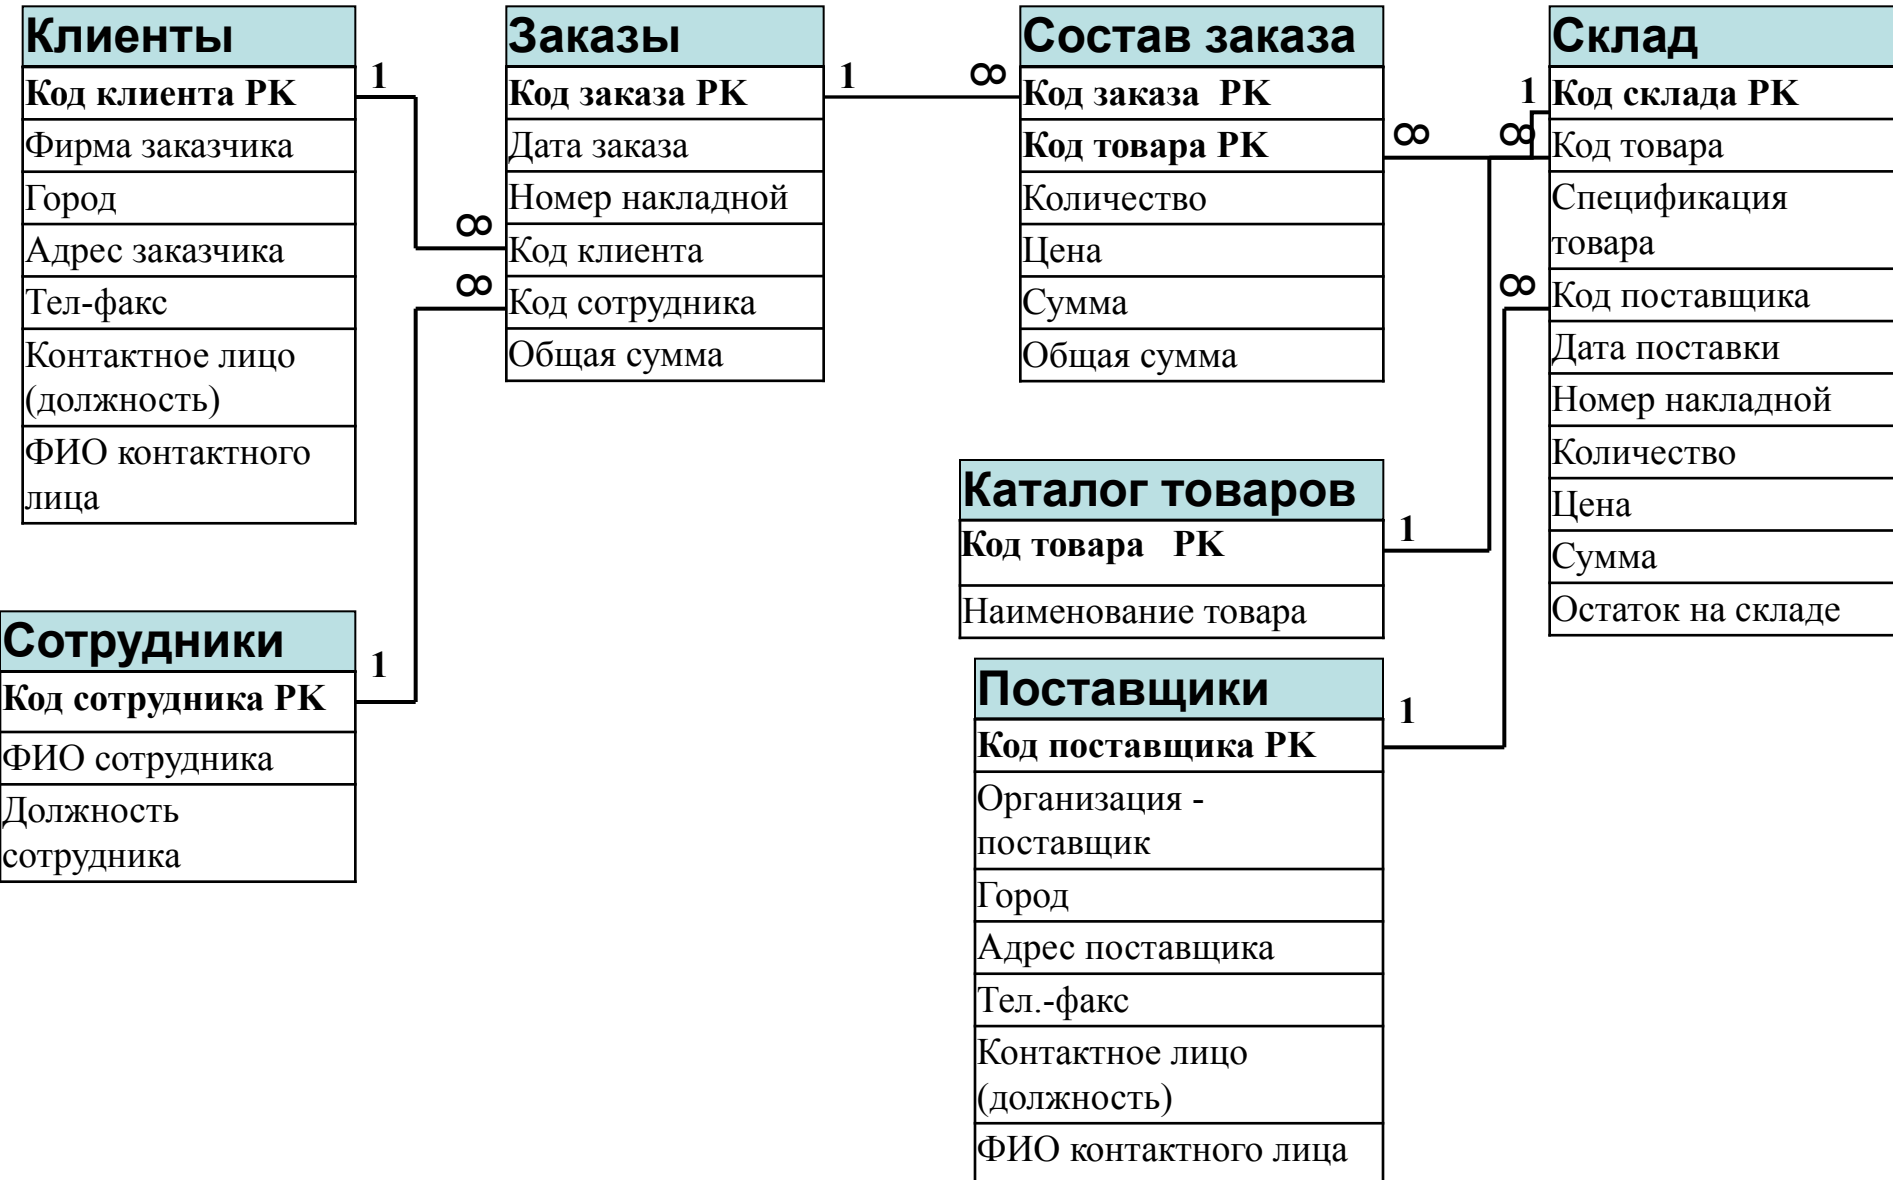 Клиенты
Код клиента PK
Фирма заказчика
Город
Адрес заказчика
Тел-факс
Контактное лицо
(должность)
ФИО контактного
лица
1
∞
Заказы
Код заказа PK
Дата заказа
Номер накладной
Код клиента
Код сотрудника
Общая сумма
∞
1
∞
Состав заказа
Код заказа PK
Код товара PK
Количество
Цена
Сумма
Общая сумма
∞
1
∞
∞
Склад
Код склада PK
Код товара
Спецификация
товара
Код поставщика
Дата поставки
Номер накладной
Количество
Цена
Сумма
Остаток на складе
Каталог товаров
Код товара PK
Наименование товара
1
Сотрудники
Код сотрудника PK
ФИО сотрудника
Должность
сотрудника
1
Поставщики
Код поставщика PK
Организация -
поставщик
Город
Адрес поставщика
Тел.-факс
Контактное лицо
(должность)
ФИО контактного лица
1